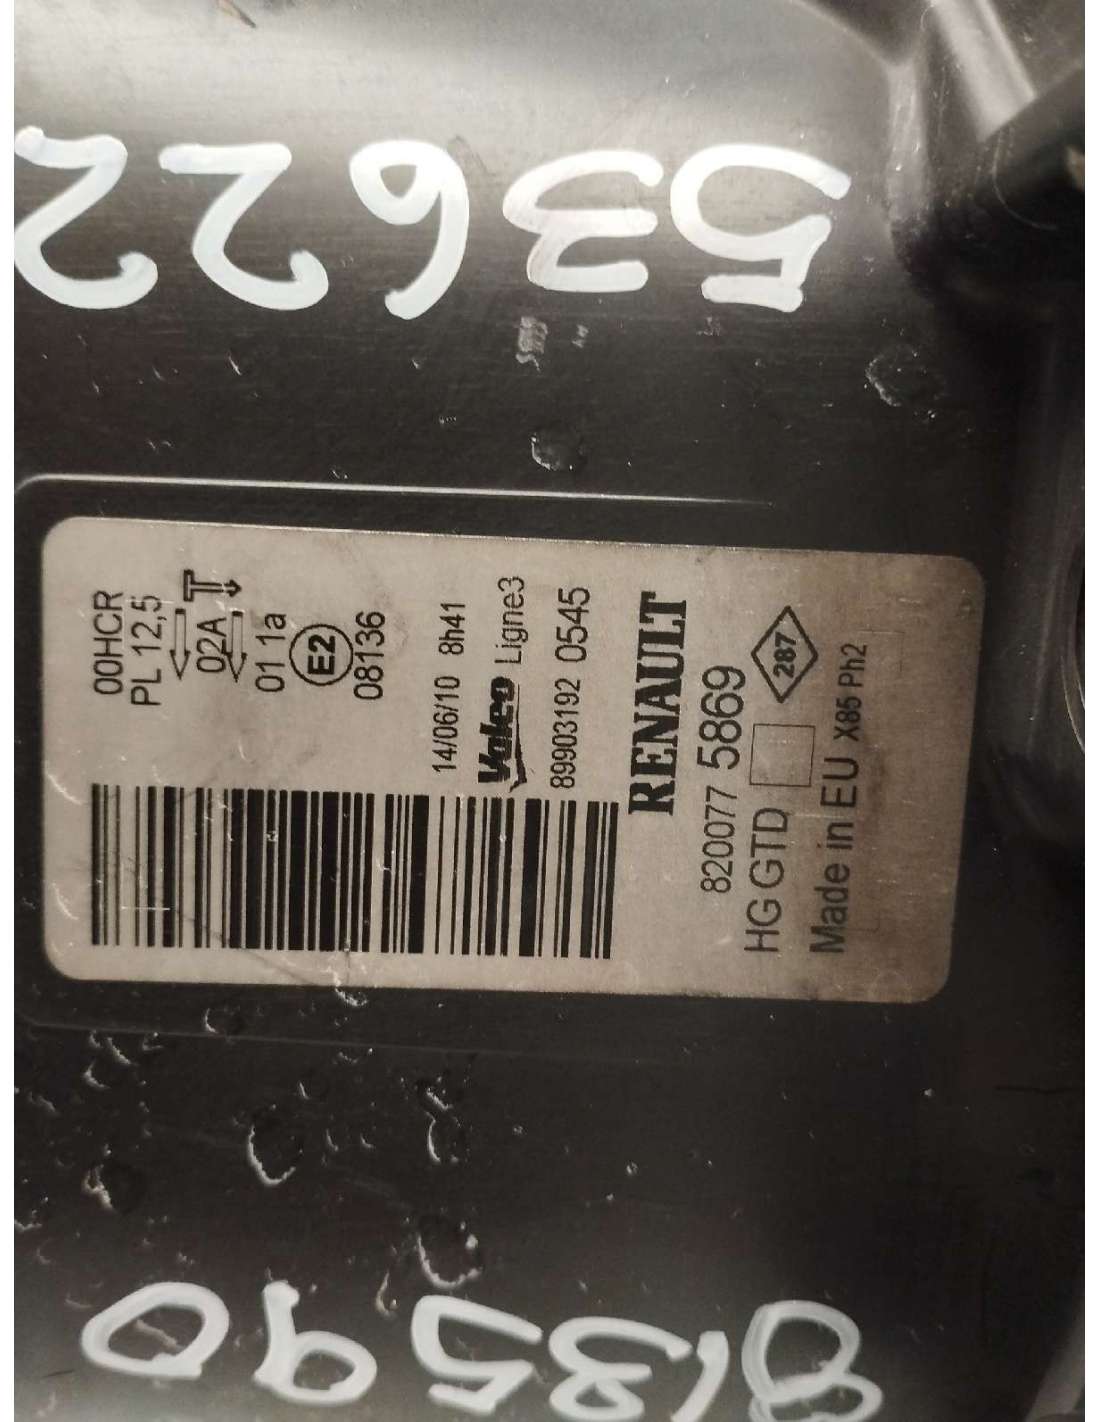 53622
00HCR
PL 12,5
02A
01 1a
E2
08136
14/06/10 8h41
Valeo Ligne3
89903192 0545
RENAULT
820077 5869
HG GTD
287
Made in EU X85 Ph2
813590